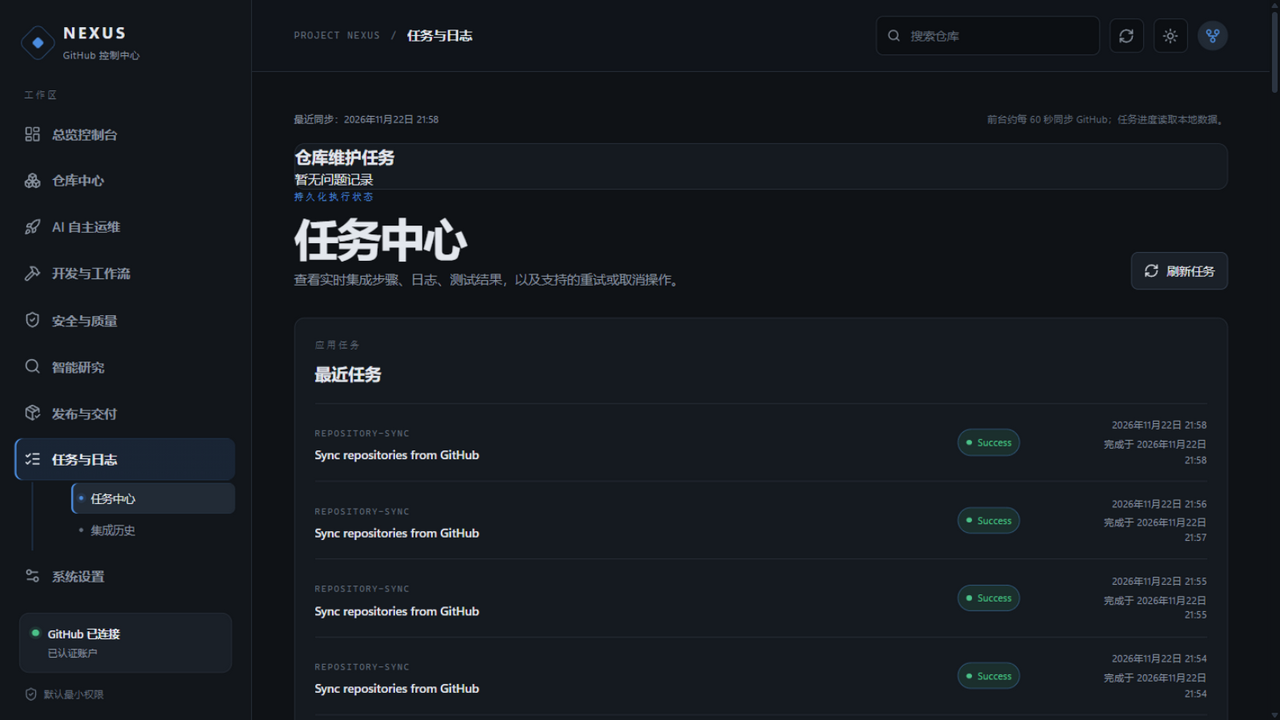 NEXUS
GitHub 控制中心
工作区
总览控制台
仓库中心
AI 自主运维
开发与工作流
安全与质量
智能研究
发布与交付
任务与日志
任务中心
集成历史
系统设置
GitHub 已连接
已认证账户
默认最小权限
PROJECT NEXUS / 任务与日志
搜索仓库
最近同步：2026年11月22日 21:58
前台约每 60 秒同步 GitHub；任务进度读取本地数据。
仓库维护任务
暂无问题记录
持久化执行状态
任务中心
查看实时集成步骤、日志、测试结果，以及支持的重试或取消操作。
刷新任务
应用任务
最近任务
REPOSITORY-SYNC
Sync repositories from GitHub
Success
2026年11月22日 21:58
完成于 2026年11月22日
21:58
REPOSITORY-SYNC
Sync repositories from GitHub
Success
2026年11月22日 21:56
完成于 2026年11月22日
21:57
REPOSITORY-SYNC
Sync repositories from GitHub
Success
2026年11月22日 21:55
完成于 2026年11月22日
21:55
REPOSITORY-SYNC
Sync repositories from GitHub
Success
2026年11月22日 21:54
完成于 2026年11月22日
21:54